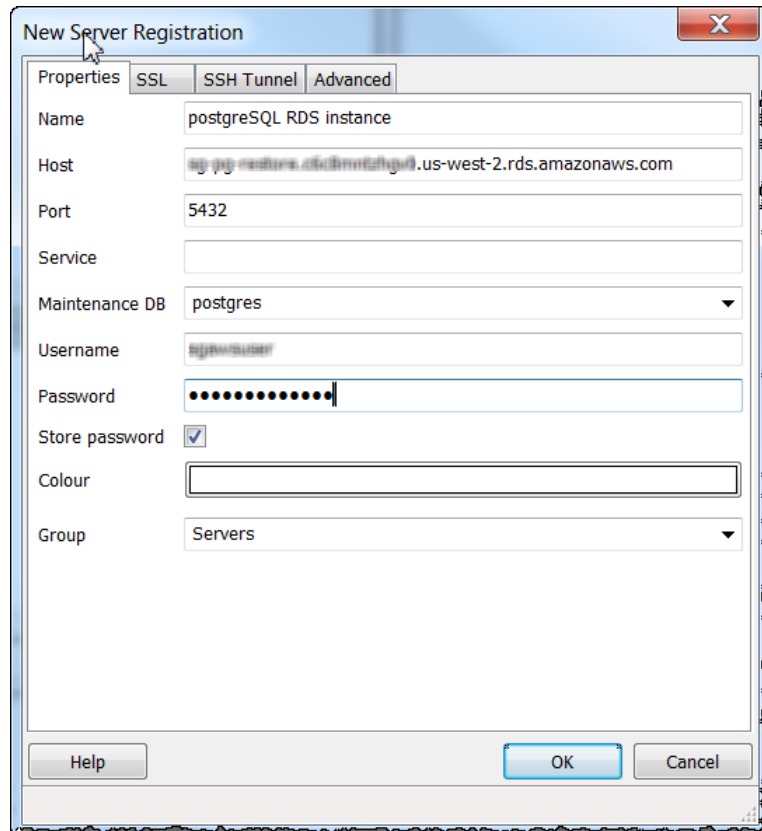 New Server Registration
Properties SSL SSH Tunnel Advanced
Name postgreSQL RDS instance
Host .us-west-2.rds.amazonaws.com
Port 5432
Service
Maintenance DB postgres
Username
Password
Store password
Colour
Group Servers
Help OK Cancel